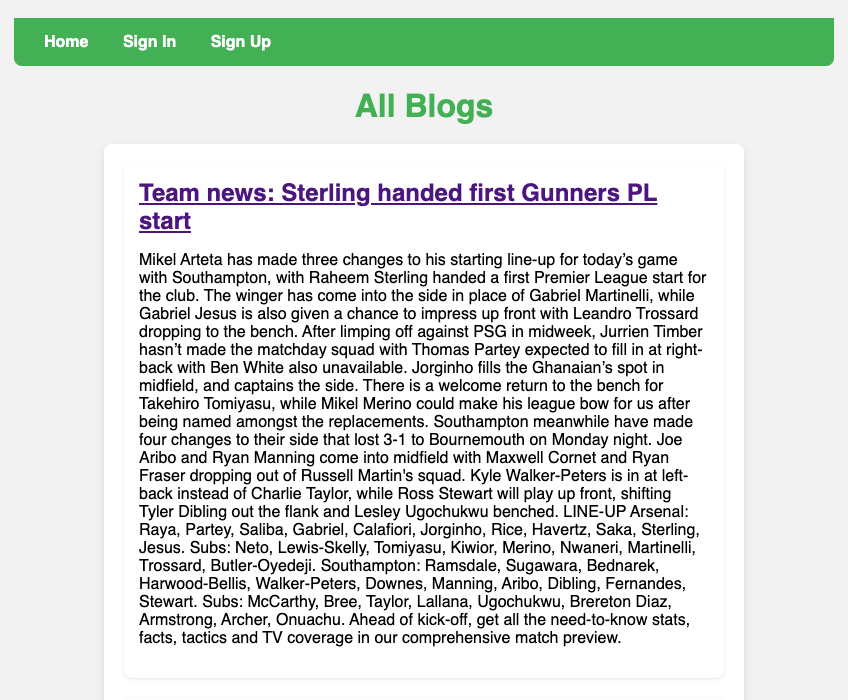 Home Sign In Sign Up
All Blogs
Team news: Sterling handed first Gunners PL
start
Mikel Arteta has made three changes to his starting line-up for today’s game
with Southampton, with Raheem Sterling handed a first Premier League start for
the club. The winger has come into the side in place of Gabriel Martinelli, while
Gabriel Jesus is also given a chance to impress up front with Leandro Trossard
dropping to the bench. After limping off against PSG in midweek, Jurrien Timber
hasn’t made the matchday squad with Thomas Partey expected to fill in at right-
back with Ben White also unavailable. Jorginho fills the Ghanaian’s spot in
midfield, and captains the side. There is a welcome return to the bench for
Takehiro Tomiyasu, while Mikel Merino could make his league bow for us after
being named amongst the replacements. Southampton meanwhile have made
four changes to their side that lost 3-1 to Bournemouth on Monday night. Joe
Aribo and Ryan Manning come into midfield with Maxwell Cornet and Ryan
Fraser dropping out of Russell Martin's squad. Kyle Walker-Peters is in at left-
back instead of Charlie Taylor, while Ross Stewart will play up front, shifting
Tyler Dibling out the flank and Lesley Ugochukwu benched. LINE-UP Arsenal:
Raya, Partey, Saliba, Gabriel, Calafiori, Jorginho, Rice, Havertz, Saka, Sterling,
Jesus. Subs: Neto, Lewis-Skelly, Tomiyasu, Kiwior, Merino, Nwaneri, Martinelli,
Trossard, Butler-Oyedeji. Southampton: Ramsdale, Sugawara, Bednarek,
Harwood-Bellis, Walker-Peters, Downes, Manning, Aribo, Dibling, Fernandes,
Stewart. Subs: McCarthy, Bree, Taylor, Lallana, Ugochukwu, Brereton Diaz,
Armstrong, Archer, Onuachu. Ahead of kick-off, get all the need-to-know stats,
facts, tactics and TV coverage in our comprehensive match preview.